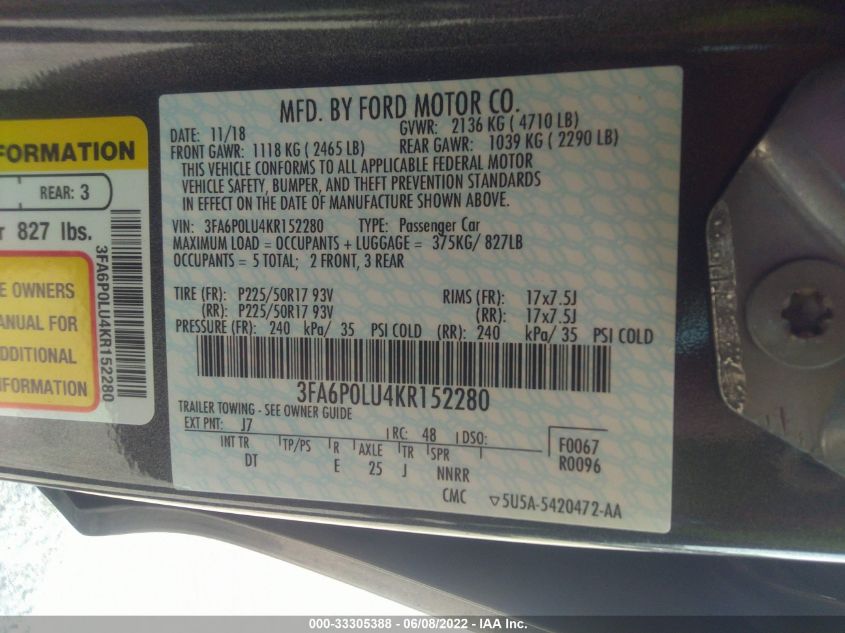 FORMATION
REAR: 3
827 lbs.
E OWNERS
ANUAL FOR
DDITIONAL
NFORMATION
3FA6P0LU4KR152280
MFD. BY FORD MOTOR CO.
DATE: 11/18 GVWR: 2136 KG ( 4710 LB)
FRONT GAWR: 1118 KG ( 2465 LB) REAR GAWR: 1039 KG ( 2290 LB)
THIS VEHICLE CONFORMS TO ALL APPLICABLE FEDERAL MOTOR
VEHICLE SAFETY, BUMPER, AND THEFT PREVENTION STANDARDS
IN EFFECT ON THE DATE OF MANUFACTURE SHOWN ABOVE.
VIN: 3FA6P0LU4KR152280 TYPE: Passenger Car
MAXIMUM LOAD = OCCUPANTS + LUGGAGE = 375KG/ 827LB
OCCUPANTS = 5 TOTAL; 2 FRONT, 3 REAR
TIRE (FR): P225/50R17 93V RIMS (FR): 17x7.5J
(RR): P225/50R17 93V (RR): 17x7.5J
PRESSURE (FR): 240 kPa/ 35 PSI COLD (RR): 240 kPa/ 35 PSI COLD
3FA6P0LU4KR152280
TRAILER TOWING - SEE OWNER GUIDE
EXT PNT: J7 RC: 48 DSO: F0067
INT TR TP/PS R AXLE TR SPR R0096
DT E 25 J NNRR
CMC ▽5U5A-5420472-AA
000-33305388 - 06/08/2022 - IAA Inc.